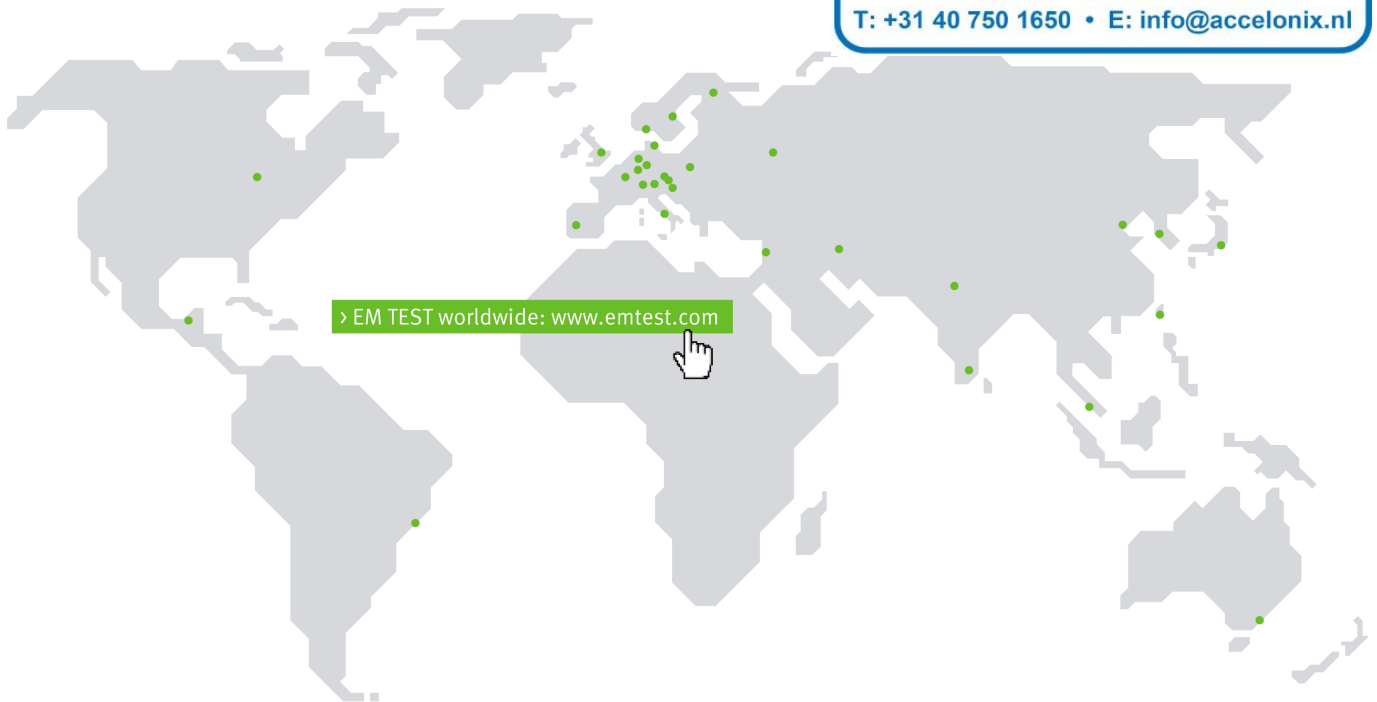 T: +31 40 750 1650 • E: info@accelonix.nl
› EM TEST worldwide: www.emtest.com